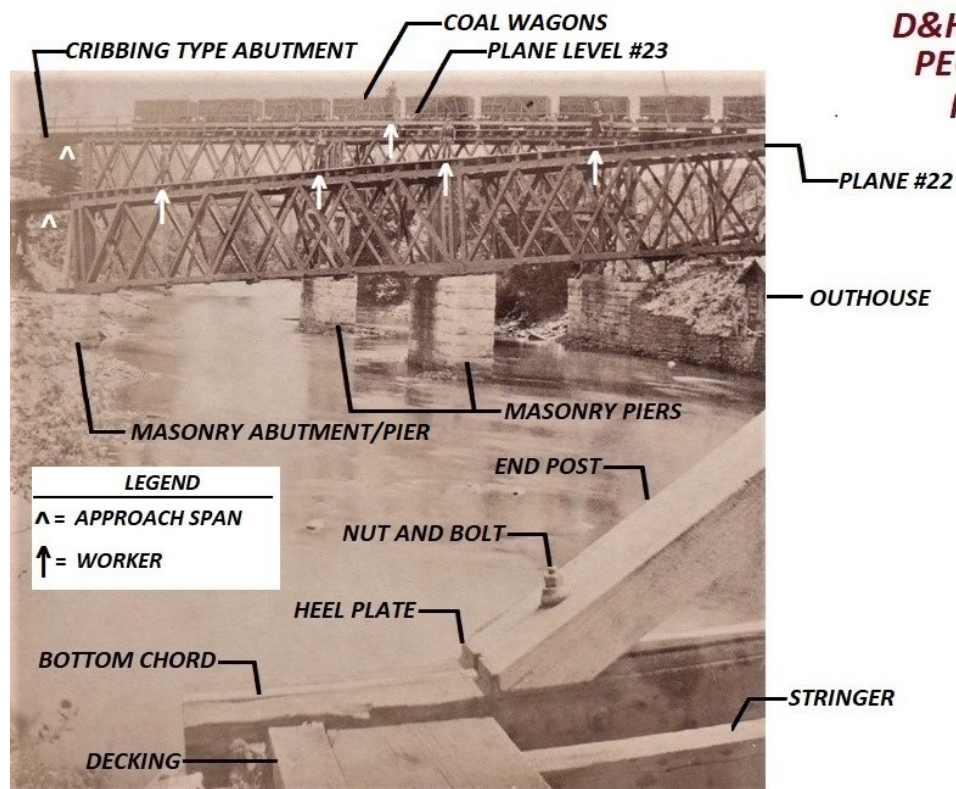 D&H
PE
COAL WAGONS
CRIBBING TYPE ABUTMENT
PLANE LEVEL #23
PLANE #22
OUTHOUSE
MASONRY PIERS
MASONRY ABUTMENT/PIER
END POST
LEGEND
^ = APPROACH SPAN
↑ = WORKER
NUT AND BOLT
HEEL PLATE
BOTTOM CHORD
STRINGER
DECKING